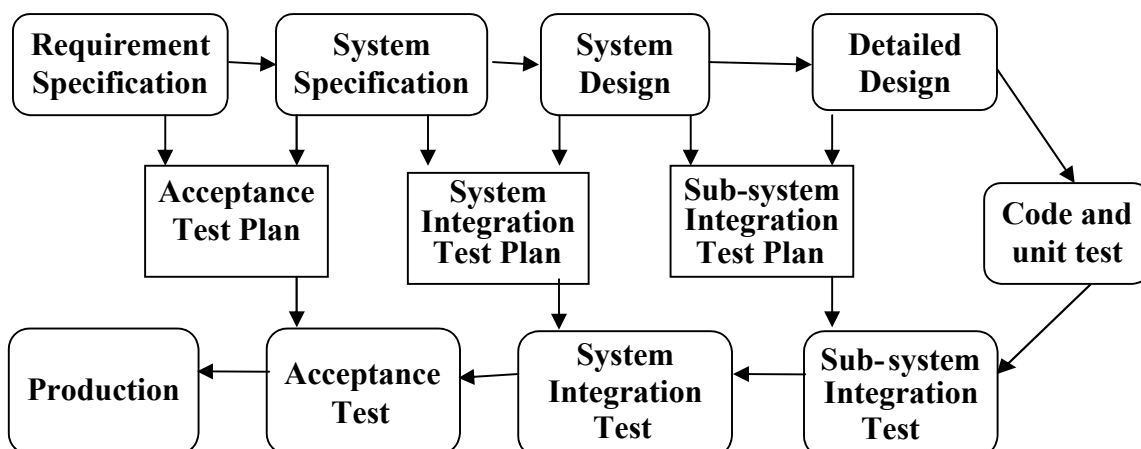 Requirement
Specification
System
Specification
System
Design
Detailed
Design
Acceptance
Test Plan
System
Integration
Test Plan
Sub-system
Integration
Test Plan
Code and
unit test
Production
Acceptance
Test
System
Integration
Test
Sub-system
Integration
Test